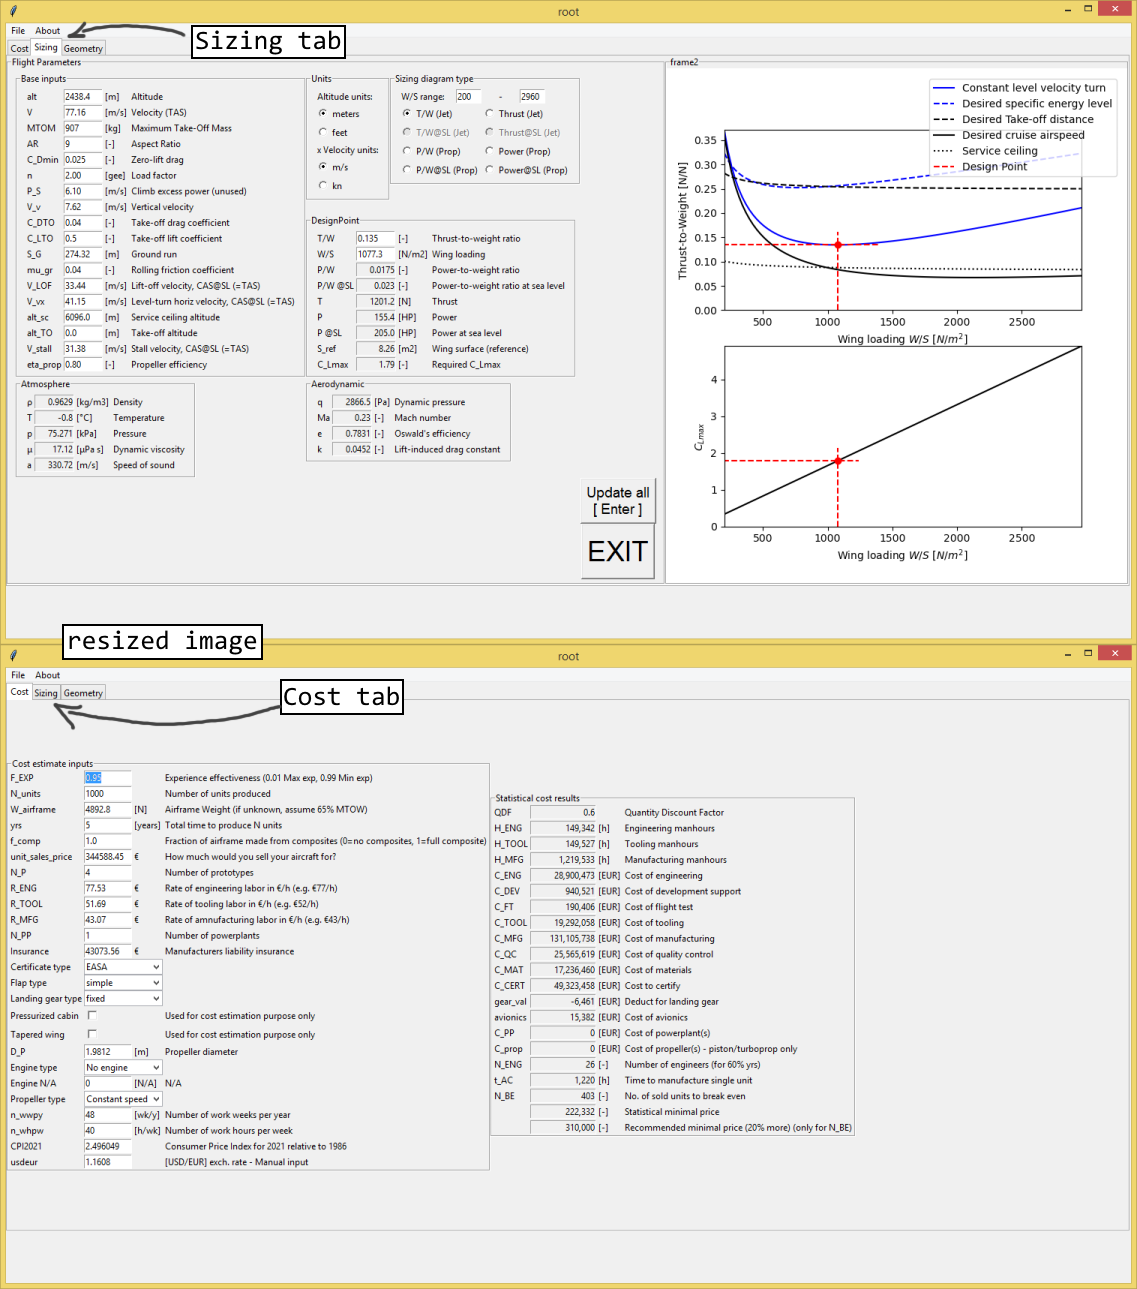 root
File About
Sizing tab
Cost Sizing Geometry
Flight Parameters
Base inputs
alt 2438.4 [m] Altitude
V 77.16 [m/s] Velocity (TAS)
MTOM 907 [kg] Maximum Take-Off Mass
AR 9 [-] Aspect Ratio
C_Dmin 0.025 [-] Zero-lift drag
n 2.00 [gee] Load factor
P_S 6.10 [m/s] Climb excess power (unused)
V_v 7.62 [m/s] Vertical velocity
C_DTO 0.04 [-] Take-off drag coefficient
C_LTO 0.5 [-] Take-off lift coefficient
S_G 274.32 [m] Ground run
mu_gr 0.04 [-] Rolling friction coefficient
V_LOF 33.44 [m/s] Lift-off velocity, CAS@SL (=TAS)
V_vx 41.15 [m/s] Level-turn horiz velocity, CAS@SL (=TAS)
alt_sc 6096.0 [m] Service ceiling altitude
alt_TO 0.0 [m] Take-off altitude
V_stall 31.38 [m/s] Stall velocity, CAS@SL (=TAS)
eta_prop 0.80 [-] Propeller efficiency
Units
Altitude units:
meters
feet
x Velocity units:
m/s
kn
Sizing diagram type
W/S range: 200 - 2960
T/W (Jet) Thrust (Jet)
T/W@SL (Jet) Thrust@SL (Jet)
P/W (Prop) Power (Prop)
P/W@SL (Prop) Power@SL (Prop)
DesignPoint
T/W 0.135 [-] Thrust-to-weight ratio
W/S 1077.3 [N/m2] Wing loading
P/W 0.0175 [-] Power-to-weight ratio
P/W @SL 0.023 [-] Power-to-weight ratio at sea level
T 1201.2 [N] Thrust
P 155.4 [HP] Power
P @SL 205.0 [HP] Power at sea level
S_ref 8.26 [m2] Wing surface (reference)
C_Lmax 1.79 [-] Required C_Lmax
Atmosphere
ρ 0.9629 [kg/m3] Density
T -0.8 [°C] Temperature
p 75.271 [kPa] Pressure
μ 17.12 [μPa s] Dynamic viscosity
a 330.72 [m/s] Speed of sound
Aerodynamic
q 2866.5 [Pa] Dynamic pressure
Ma 0.23 [-] Mach number
e 0.7831 [-] Oswald's efficiency
k 0.0452 [-] Lift-induced drag constant
Update all
[ Enter ]
EXIT
frame2
Constant level velocity turn
Desired specific energy level
Desired Take-off distance
Desired cruise airspeed
Service ceiling
Design Point
Thrust-to-Weight [N/N]
0.35
0.30
0.25
0.20
0.15
0.10
0.05
0.00
500 1000 1500 2000 2500
Wing loading W/S [N/m²]
C_Lmax
4
3
2
1
0
500 1000 1500 2000 2500
Wing loading W/S [N/m²]
resized image
root
File About
Cost Sizing Geometry
Cost tab
Cost estimate inputs
F_EXP 0.95 Experience effectiveness (0.01 Max exp, 0.99 Min exp)
N_units 1000 Number of units produced
W_airframe 4892.8 [N] Airframe Weight (if unknown, assume 65% MTOW)
yrs 5 [years] Total time to produce N units
f_comp 1.0 Fraction of airframe made from composites (0=no composites, 1=full composite)
unit_sales_price 344588.45 € How much would you sell your aircraft for?
N_P 4 Number of prototypes
R_ENG 77.53 € Rate of engineering labor in €/h (e.g. €77/h)
R_TOOL 51.69 € Rate of tooling labor in €/h (e.g. €52/h)
R_MFG 43.07 € Rate of amnufacturing labor in €/h (e.g. €43/h)
N_PP 1 Number of powerplants
Insurance 43073.56 € Manufacturers liability insurance
Certificate type EASA
Flap type simple
Landing gear type fixed
Pressurized cabin Used for cost estimation purpose only
Tapered wing Used for cost estimation purpose only
D_P 1.9812 [m] Propeller diameter
Engine type No engine
Engine N/A 0 [N/A] N/A
Propeller type Constant speed
n_wwpy 48 [wk/y] Number of work weeks per year
n_whpw 40 [h/wk] Number of work hours per week
CPI2021 2.496049 Consumer Price Index for 2021 relative to 1986
usdeur 1.1608 [USD/EUR] exch. rate - Manual input
Statistical cost results
QDF 0.6 Quantity Discount Factor
H_ENG 149,342 [h] Engineering manhours
H_TOOL 149,527 [h] Tooling manhours
H_MFG 1,219,533 [h] Manufacturing manhours
C_ENG 28,900,473 [EUR] Cost of engineering
C_DEV 940,521 [EUR] Cost of development support
C_FT 190,406 [EUR] Cost of flight test
C_TOOL 19,292,058 [EUR] Cost of tooling
C_MFG 131,105,738 [EUR] Cost of manufacturing
C_QC 25,565,619 [EUR] Cost of quality control
C_MAT 17,236,460 [EUR] Cost of materials
C_CERT 49,323,458 [EUR] Cost to certify
gear_val -6,461 [EUR] Deduct for landing gear
avionics 15,382 [EUR] Cost of avionics
C_PP 0 [EUR] Cost of powerplant(s)
C_prop 0 [EUR] Cost of propeller(s) - piston/turboprop only
N_ENG 26 [-] Number of engineers (for 60% yrs)
t_AC 1,220 [h] Time to manufacture single unit
N_BE 403 [-] No. of sold units to break even
222,332 [-] Statistical minimal price
310,000 [-] Recommended minimal price (20% more) (only for N_BE)